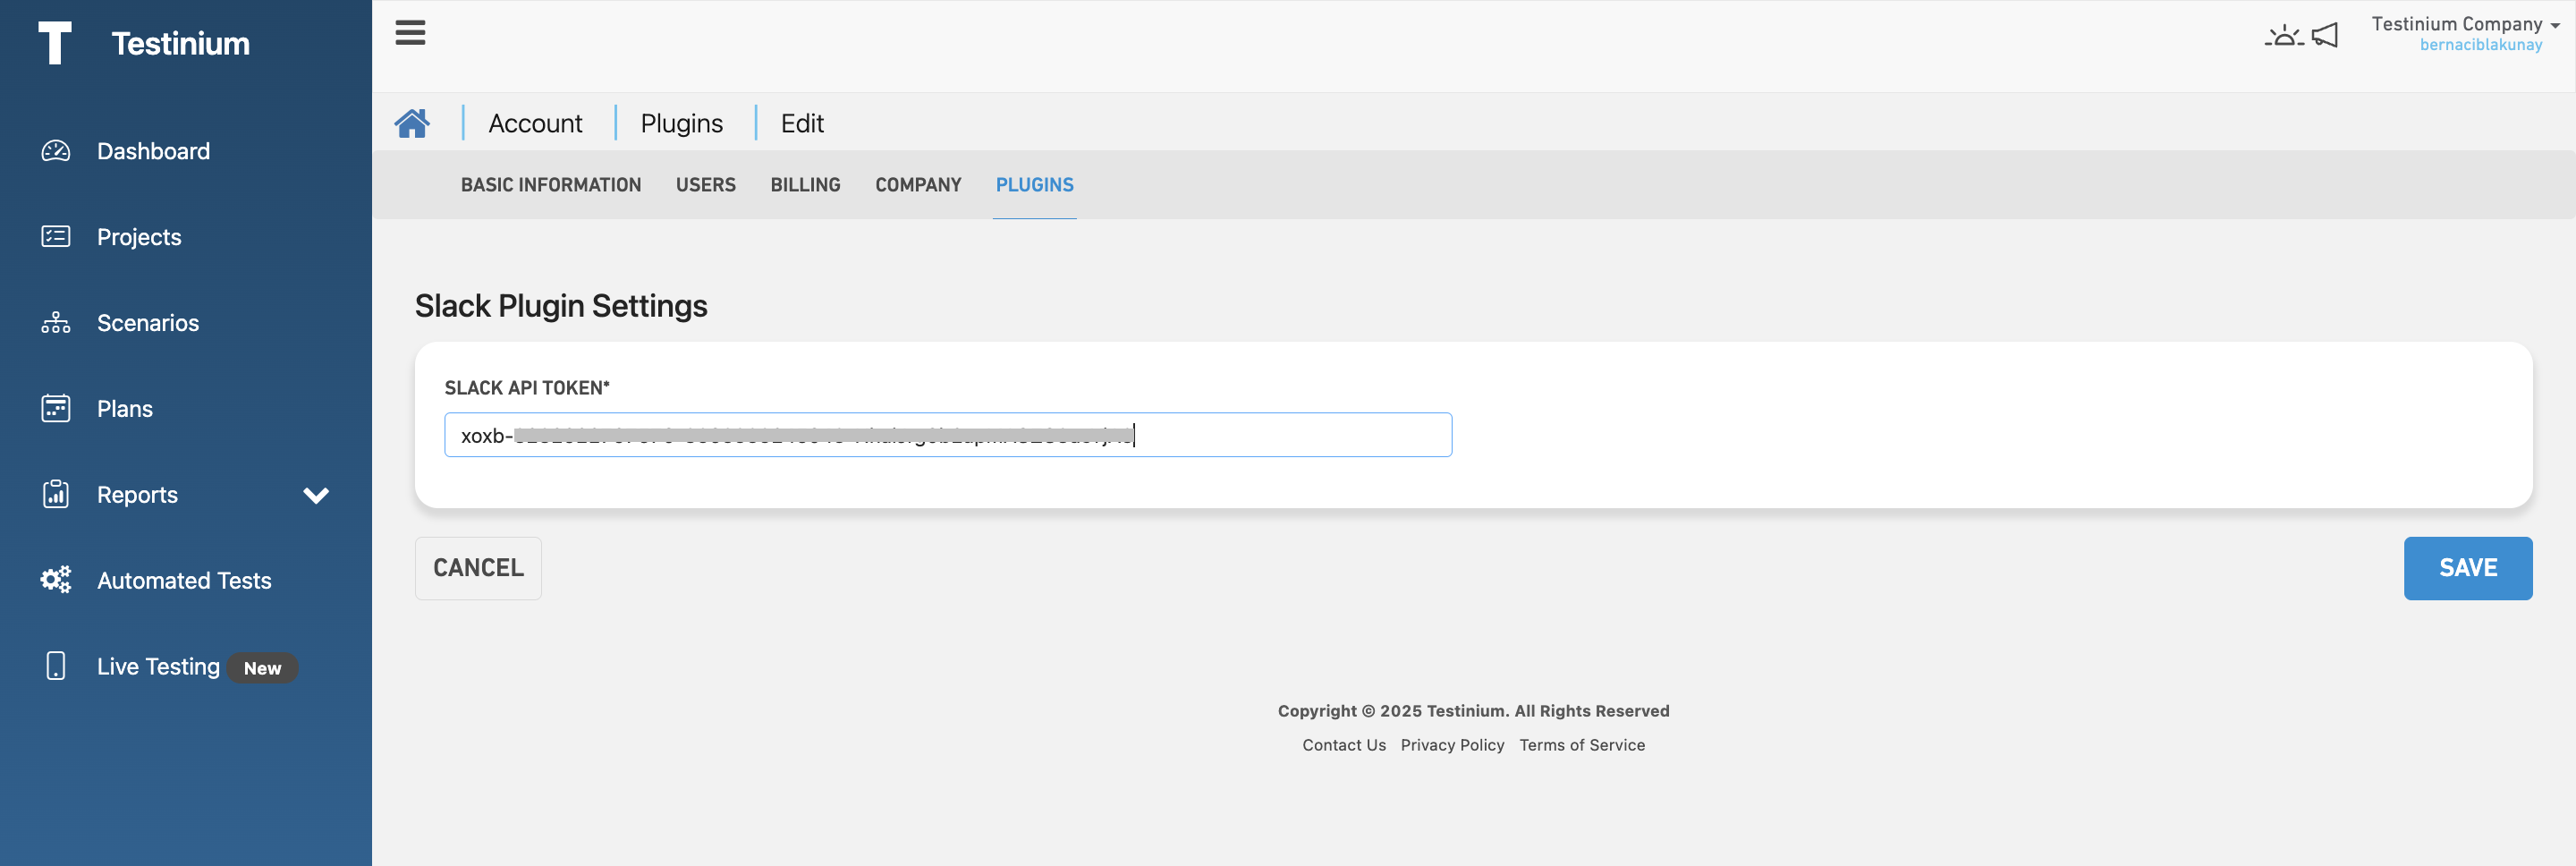 Testinium
Testinium Company
bernaciblakunay
Account
Plugins
Edit
Dashboard
Projects
Scenarios
Plans
Reports
Automated Tests
Live Testing New
BASIC INFORMATION
USERS
BILLING
COMPANY
PLUGINS
Slack Plugin Settings
SLACK API TOKEN*
xoxb-
CANCEL
SAVE
Copyright © 2025 Testinium. All Rights Reserved
Contact Us Privacy Policy Terms of Service